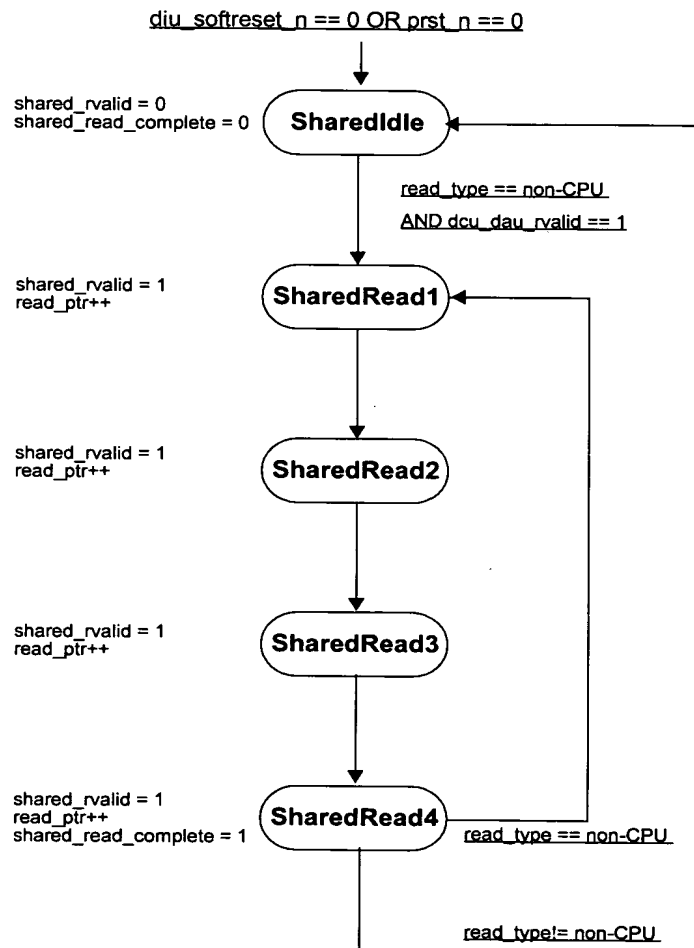 diu_softreset_n == 0 OR prst_n == 0
shared_rvalid = 0
shared_read_complete = 0
SharedIdle
read_type == non-CPU
AND dcu_dau_rvalid == 1
shared_rvalid = 1
read_ptr++
SharedRead1
shared_rvalid = 1
read_ptr++
SharedRead2
shared_rvalid = 1
read_ptr++
SharedRead3
shared_rvalid = 1
read_ptr++
shared_read_complete = 1
SharedRead4
read_type == non-CPU
read_type!= non-CPU